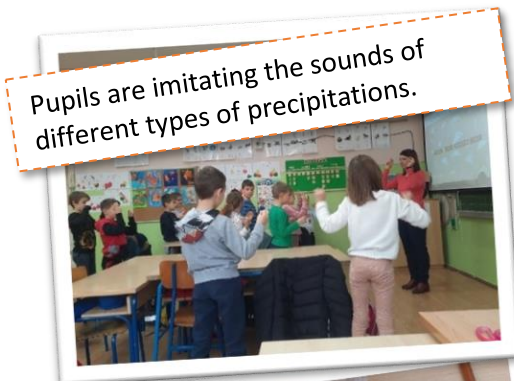 Pupils are imitating the sounds of
different types of precipitations.